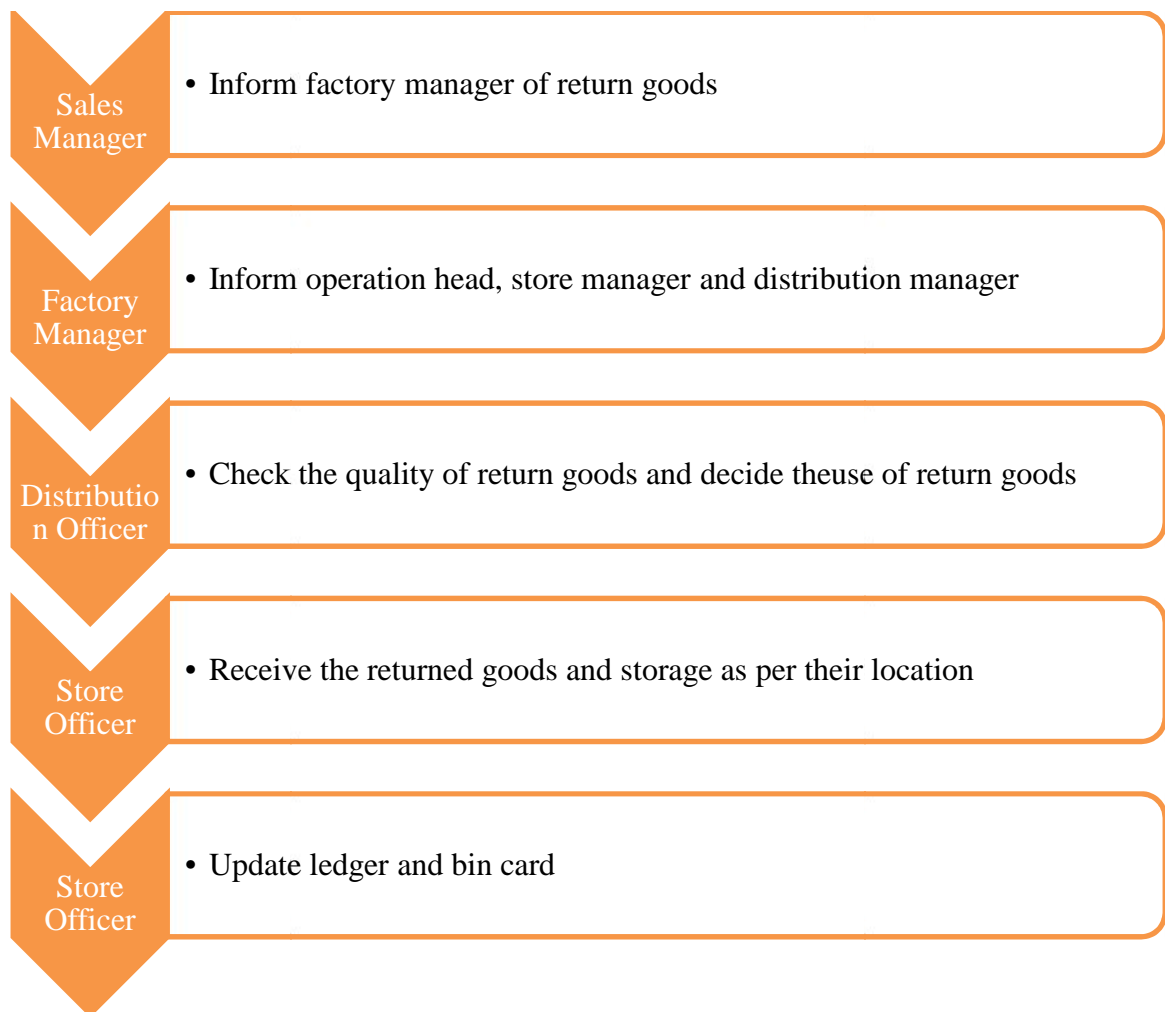 Sales
Manager
• Inform factory manager of return goods
Factory
Manager
• Inform operation head, store manager and distribution manager
Distributio
n Officer
• Check the quality of return goods and decide theuse of return goods
Store
Officer
• Receive the returned goods and storage as per their location
Store
Officer
• Update ledger and bin card